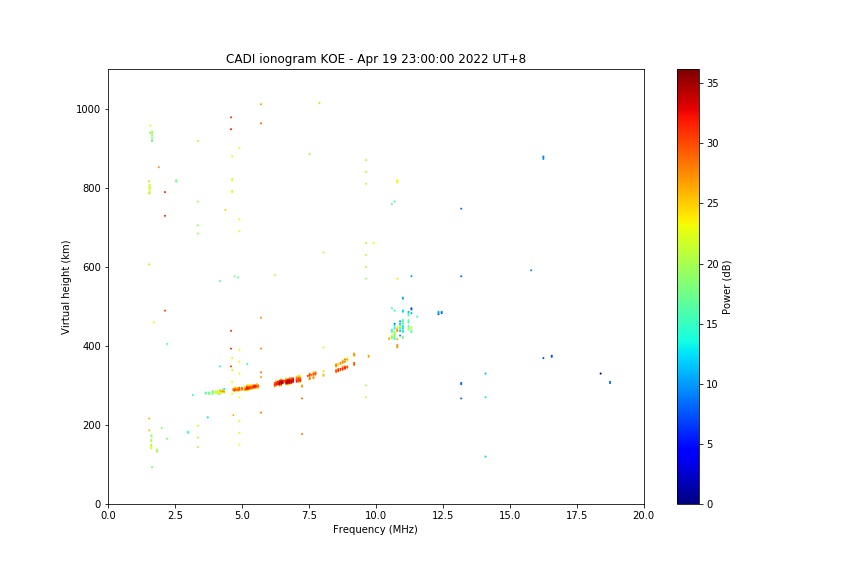 CADI ionogram KOE - Apr 19 23:00:00 2022 UT+8
1000
800
600
400
200
0
Virtual height (km)
0.0 2.5 5.0 7.5 10.0 12.5 15.0 17.5 20.0
Frequency (MHz)
35
30
25
20
15
10
5
0
Power (dB)